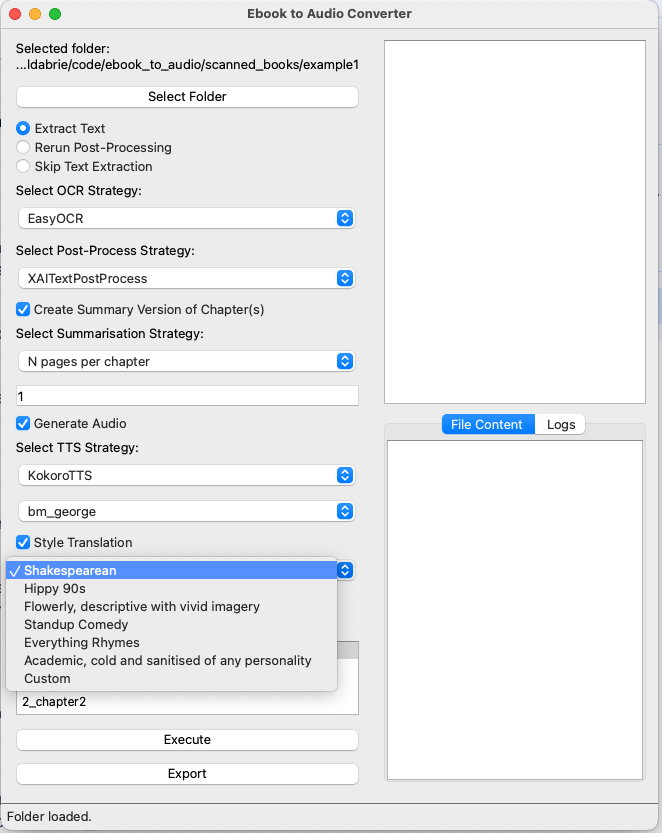 Ebook to Audio Converter
Selected folder:
...ldabrie/code/ebook_to_audio/scanned_books/example1
Select Folder
Extract Text
Rerun Post-Processing
Skip Text Extraction
Select OCR Strategy:
EasyOCR
Select Post-Process Strategy:
XAITextPostProcess
Create Summary Version of Chapter(s)
Select Summarisation Strategy:
N pages per chapter
1
Generate Audio
Select TTS Strategy:
KokoroTTS
bm_george
Style Translation
Shakespearean
Hippy 90s
Flowerly, descriptive with vivid imagery
Standup Comedy
Everything Rhymes
Academic, cold and sanitised of any personality
Custom
2_chapter2
Execute
Export
File Content
Logs
Folder loaded.